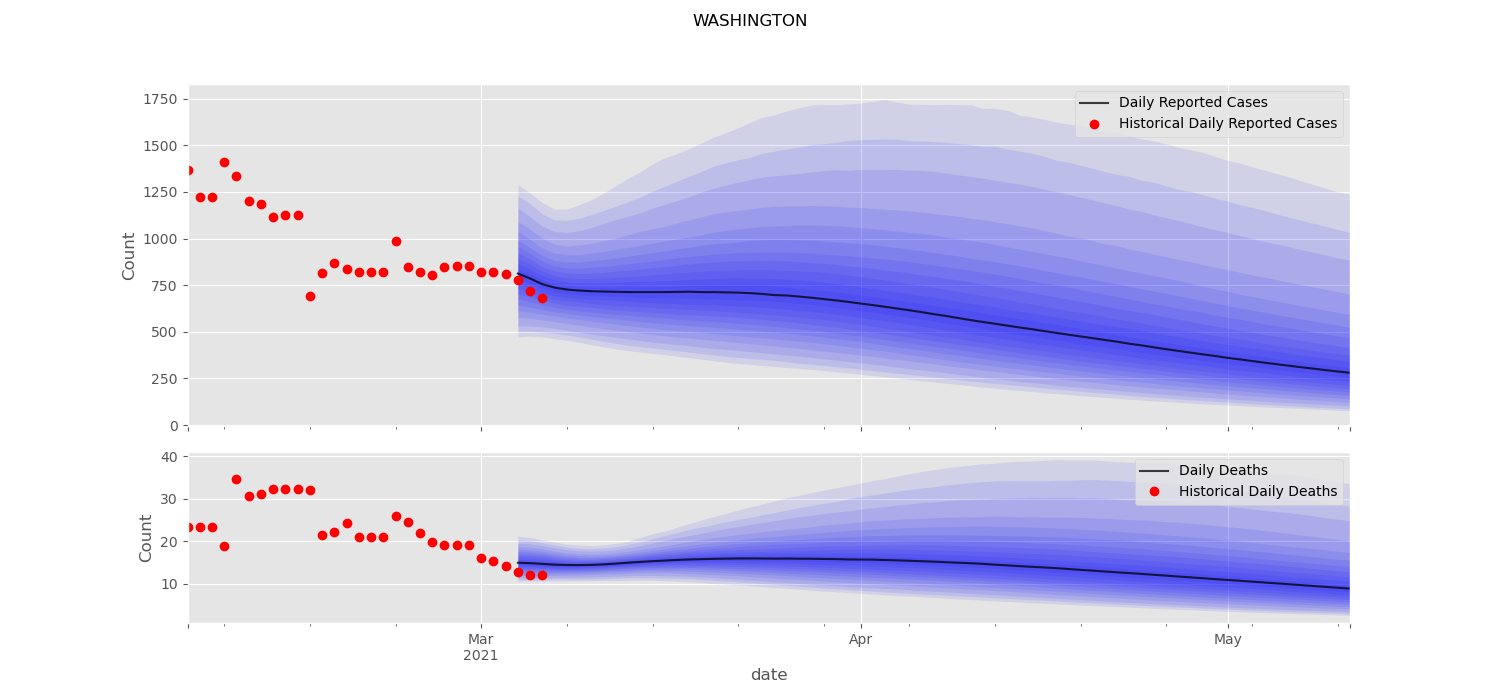 WASHINGTON
Count
1750
1500
1250
1000
750
500
250
0
Daily Reported Cases
Historical Daily Reported Cases
Count
40
30
20
10
Daily Deaths
Historical Daily Deaths
Mar
2021
Apr
May
date